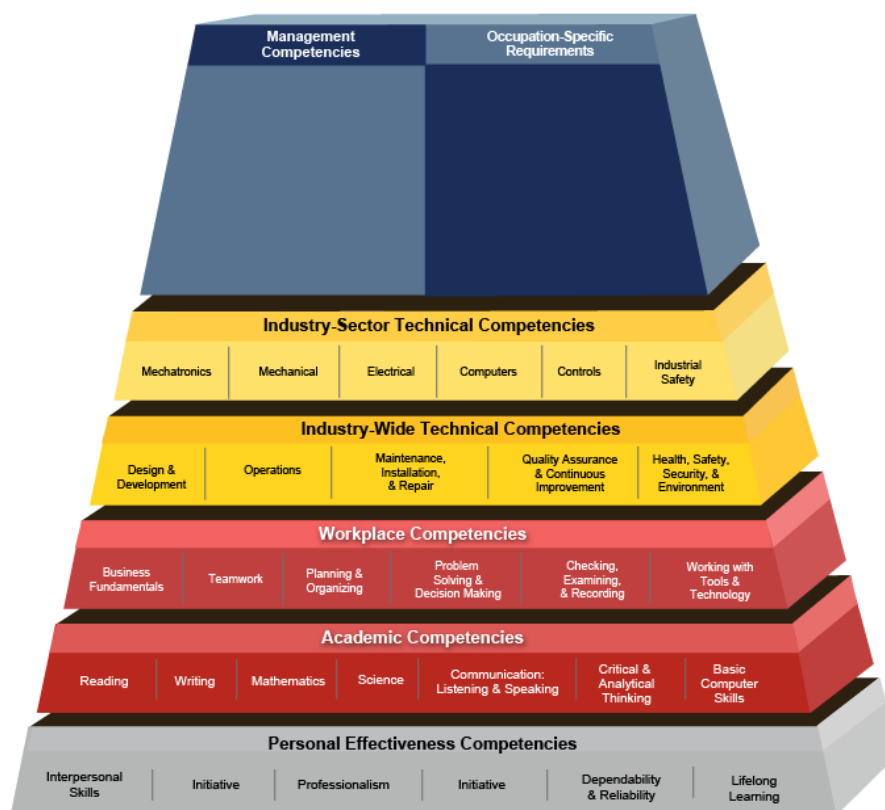 Management
Competencies
Occupation-Specific
Requirements
Industry-Sector Technical Competencies
Mechatronics
Mechanical
Electrical
Computers
Controls
Industrial
Safety
Industry-Wide Technical Competencies
Design &
Development
Operations
Maintenance,
Installation,
& Repair
Quality Assurance
& Continuous
Improvement
Health, Safety,
Security, &
Environment
Workplace Competencies
Business
Fundamentals
Teamwork
Planning &
Organizing
Problem
Solving &
Decision Making
Checking,
Examining,
& Recording
Working with
Tools &
Technology
Academic Competencies
Reading
Writing
Mathematics
Science
Communication:
Listening & Speaking
Critical &
Analytical
Thinking
Basic
Computer
Skills
Personal Effectiveness Competencies
Interpersonal
Skills
Initiative
Professionalism
Initiative
Dependability
& Reliability
Lifelong
Learning